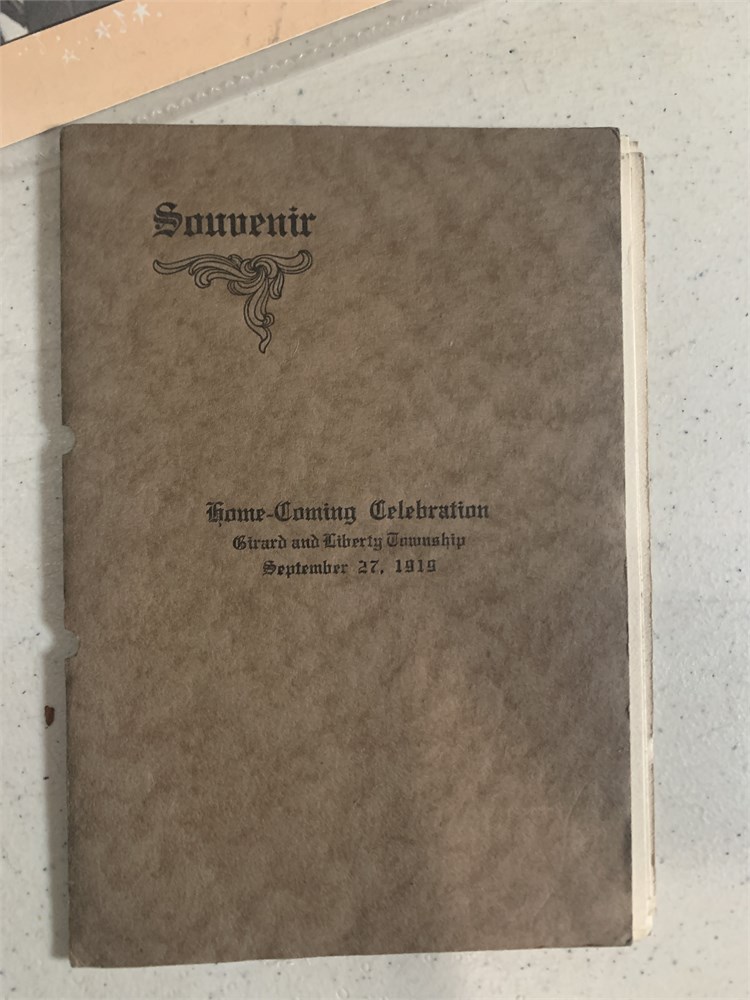 Souvenir
Home-Coming Celebration
Girard and Liberty Township
September 27, 1919